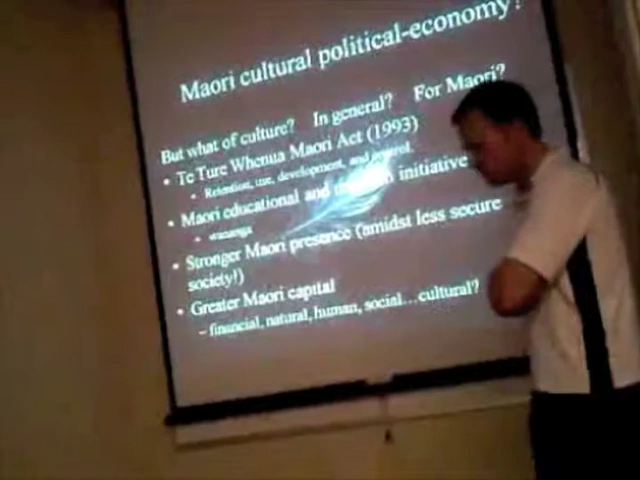 Maori cultural political-economy?
But what of culture? In general? For Maori?
• Te Ture Whenua Maori Act (1993)
• Retention, use, development, and control.
• Maori educational and initiative
• wananga
• Stronger Maori presence (amidst less secure
society!)
• Greater Maori capital
– financial, natural, human, social...cultural?